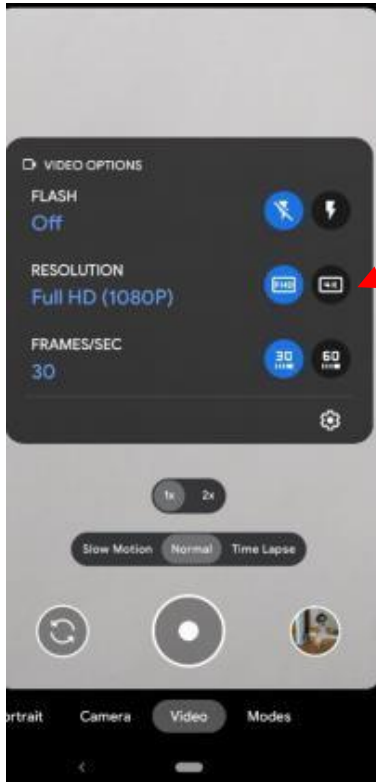 VIDEO OPTIONS
FLASH
Off
RESOLUTION
Full HD (1080P)
FHD 4K
FRAMES/SEC
30
30 60
1x 2x
Slow Motion Normal Time Lapse
ortrait Camera Video Modes